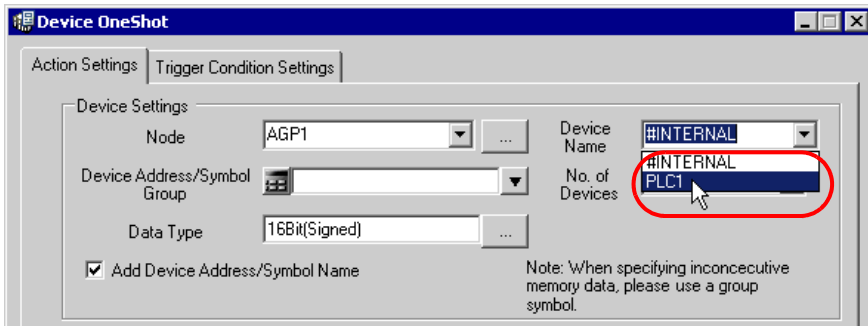 Device OneShot
Action Settings
Trigger Condition Settings
Device Settings
Node
AGP1
...
Device
Name
#INTERNAL
#INTERNAL
PLC1
Device Address/Symbol
Group
No. of
Devices
Data Type
16Bit(Signed)
...
Add Device Address/Symbol Name
Note: When specifying inconcecutive
memory data, please use a group
symbol.